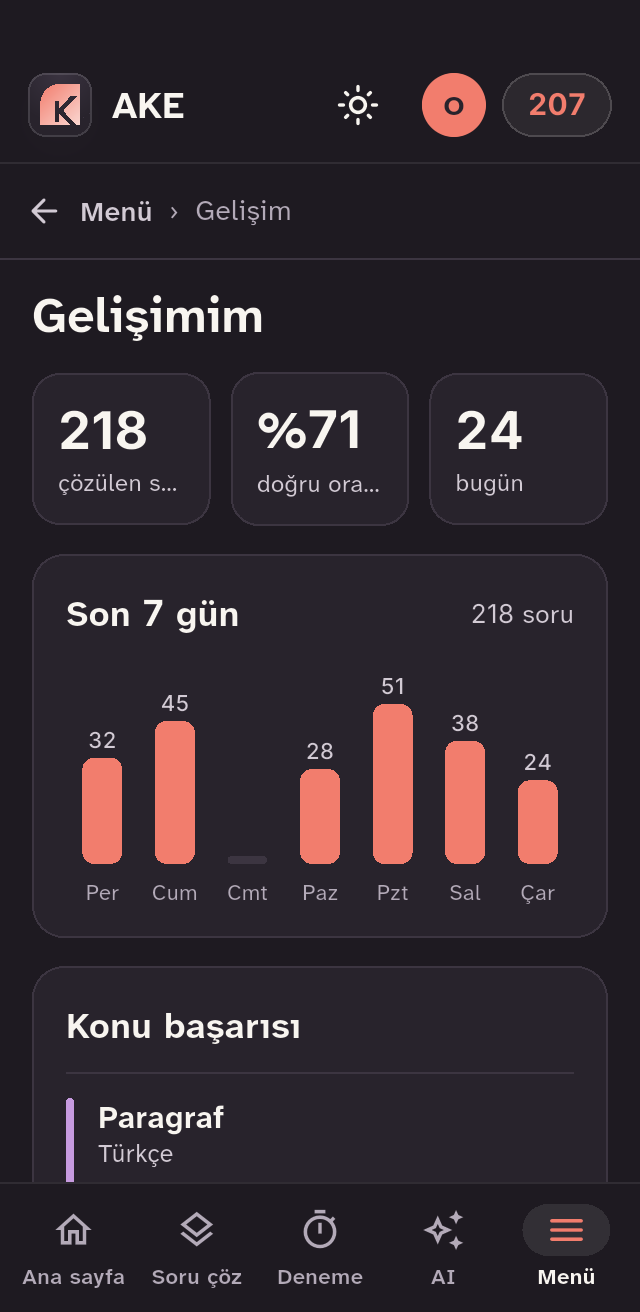 K AKE O 207
Menü › Gelişim
Gelişimim
218 %71 24
çözülen s... doğru ora... bugün
Son 7 gün 218 soru
32 45 28 51 38 24
Per Cum Cmt Paz Pzt Sal Çar
Konu başarısı
Paragraf
Türkçe
Ana sayfa Soru çöz Deneme AI Menü